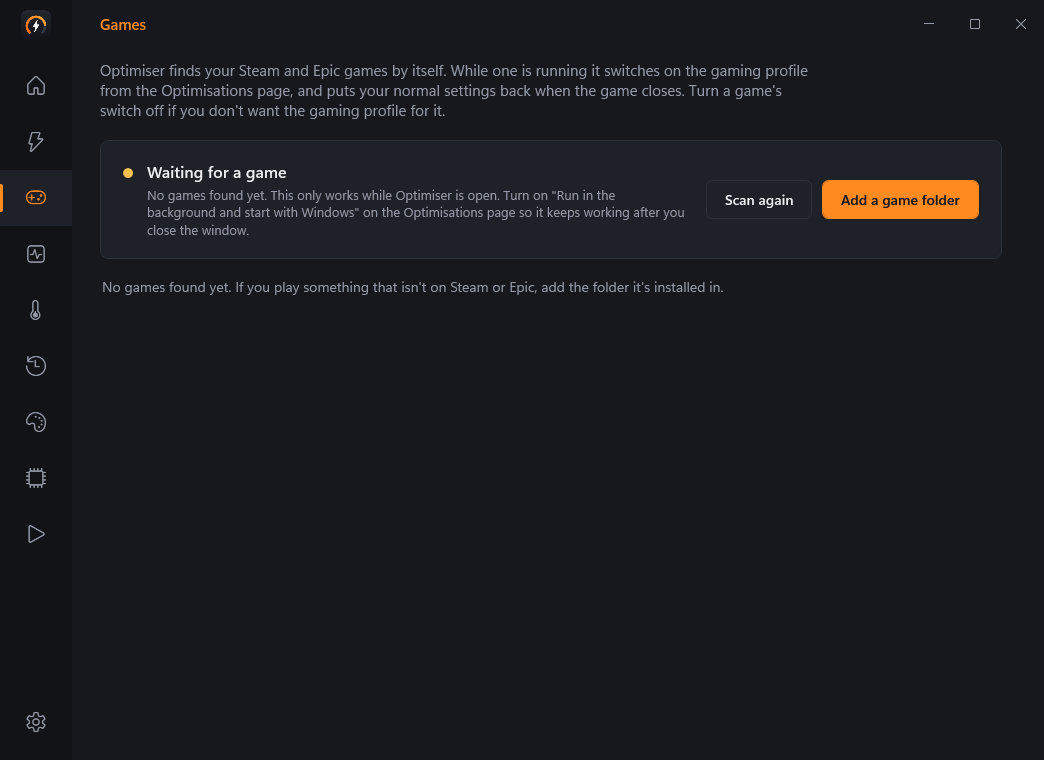 Games
Optimiser finds your Steam and Epic games by itself. While one is running it switches on the gaming profile
from the Optimisations page, and puts your normal settings back when the game closes. Turn a game's
switch off if you don't want the gaming profile for it.
Waiting for a game
No games found yet. This only works while Optimiser is open. Turn on "Run in the
background and start with Windows" on the Optimisations page so it keeps working after you
close the window.
Scan again
Add a game folder
No games found yet. If you play something that isn't on Steam or Epic, add the folder it's installed in.